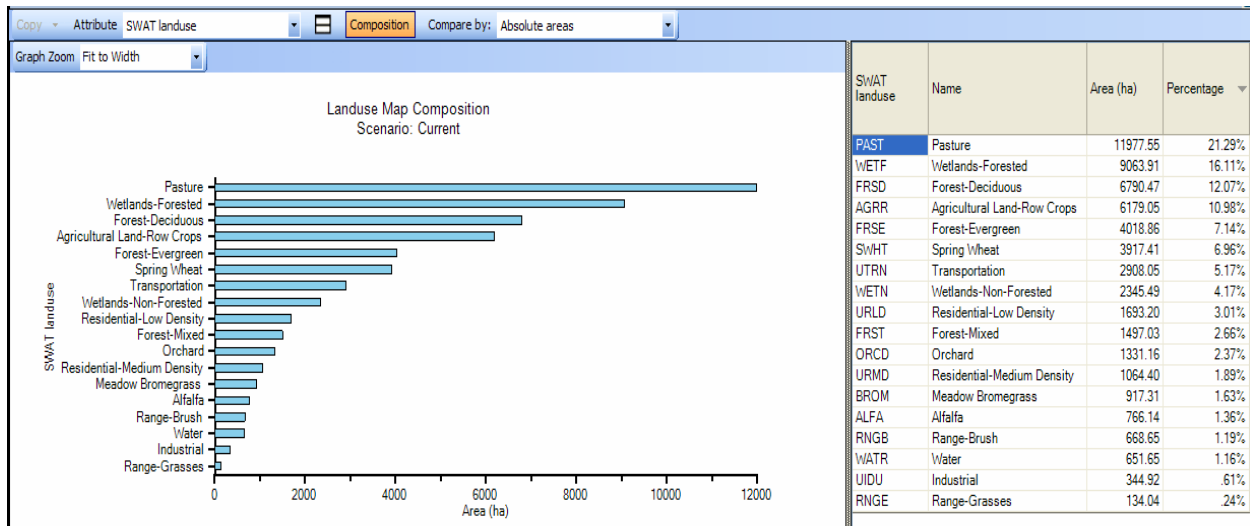 Copy Attribute SWAT landuse Composition Compare by: Absolute areas
Graph Zoom Fit to Width
Landuse Map Composition
Scenario: Current
SWAT landuse
Pasture
Wetlands-Forested
Forest-Deciduous
Agricultural Land-Row Crops
Forest-Evergreen
Spring Wheat
Transportation
Wetlands-Non-Forested
Residential-Low Density
Forest-Mixed
Orchard
Residential-Medium Density
Meadow Bromegrass
Alfalfa
Range-Brush
Water
Industrial
Range-Grasses
0 2000 4000 6000 8000 10000 12000
Area (ha)
SWAT landuse Name Area (ha) Percentage
PAST Pasture 11977.55 21.29%
WETF Wetlands-Forested 9063.91 16.11%
FRSD Forest-Deciduous 6790.47 12.07%
AGRR Agricultural Land-Row Crops 6179.05 10.98%
FRSE Forest-Evergreen 4018.86 7.14%
SWHT Spring Wheat 3917.41 6.96%
UTRN Transportation 2908.05 5.17%
WETN Wetlands-Non-Forested 2345.49 4.17%
URLD Residential-Low Density 1693.20 3.01%
FRST Forest-Mixed 1497.03 2.66%
ORCD Orchard 1331.16 2.37%
URMD Residential-Medium Density 1064.40 1.89%
BROM Meadow Bromegrass 917.31 1.63%
ALFA Alfalfa 766.14 1.36%
RNGB Range-Brush 668.65 1.19%
WATR Water 651.65 1.16%
UIDU Industrial 344.92 .61%
RNGE Range-Grasses 134.04 .24%